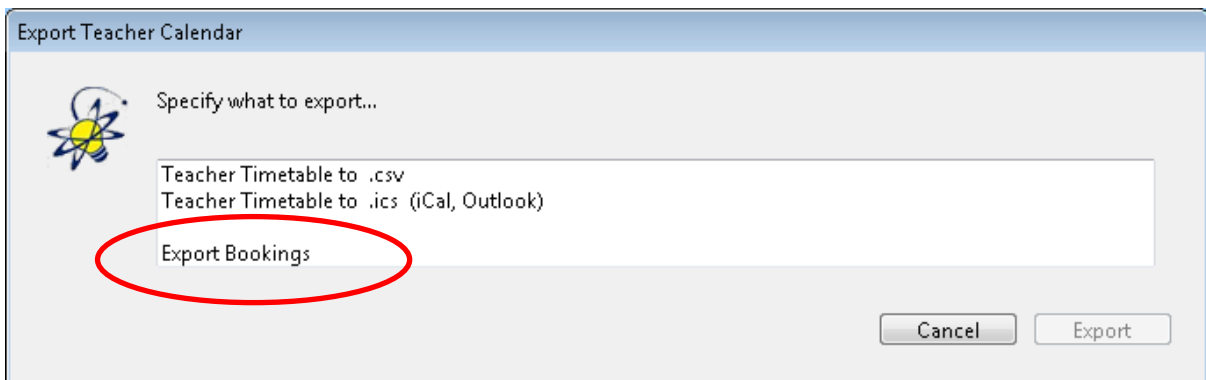 Export Teacher Calendar
Specify what to export...
Teacher Timetable to .csv
Teacher Timetable to .ics (iCal, Outlook)
Export Bookings
Cancel Export